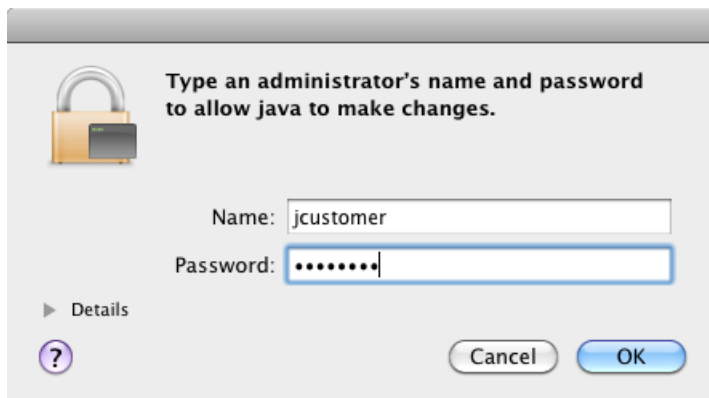 Type an administrator's name and password
to allow java to make changes.
Name: jcustomer
Password: ••••••••
Details
?
Cancel OK